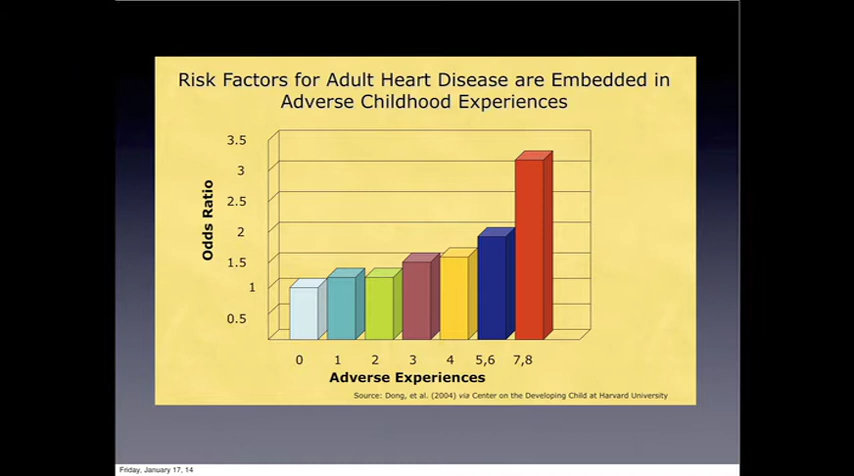 Risk Factors for Adult Heart Disease are Embedded in
Adverse Childhood Experiences
3.5
3
2.5
2
1.5
1
0.5
Odds Ratio
0 1 2 3 4 5,6 7,8
Adverse Experiences
Source: Dong, et al. (2004) via Center on the Developing Child at Harvard University
Friday, January 17, 14